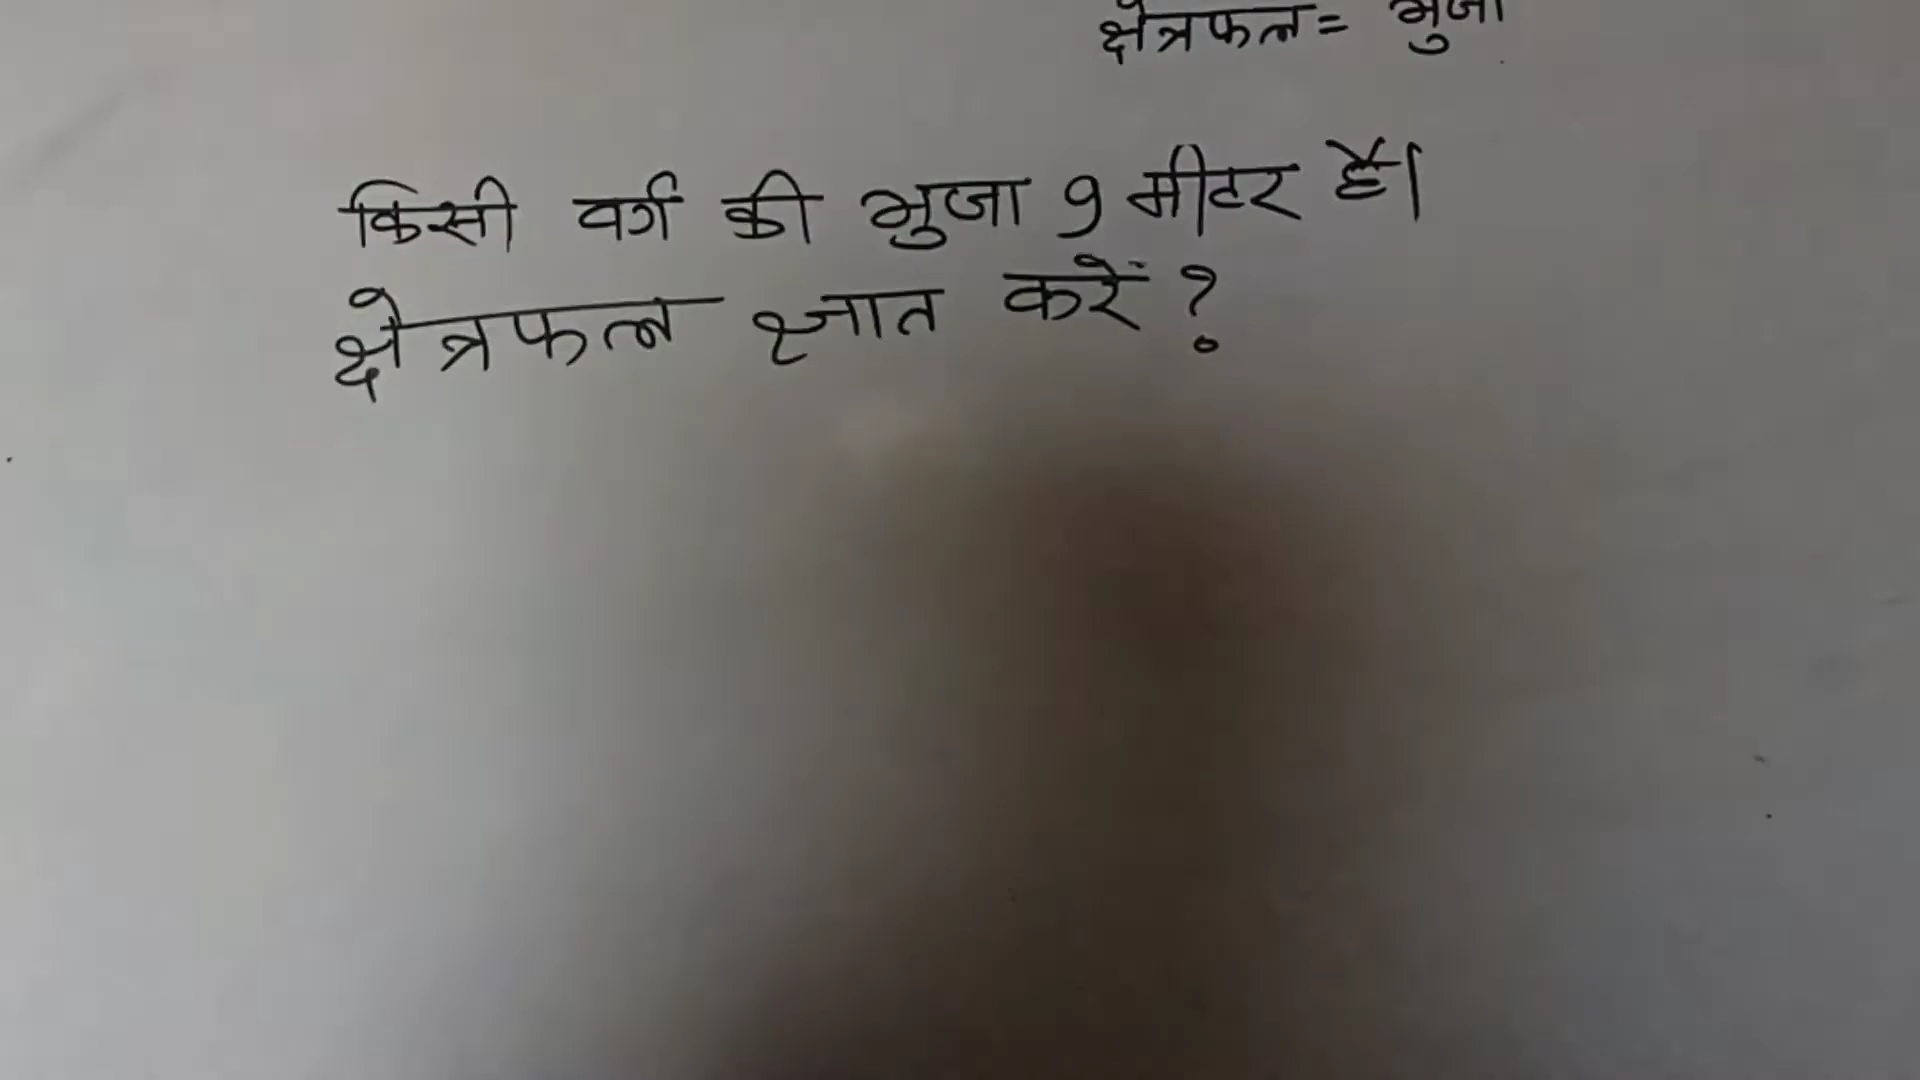 क्षेत्रफल = भुजा
किसी वर्ग की भुजा 9 मीटर है।
क्षेत्रफल ज्ञात करें ?